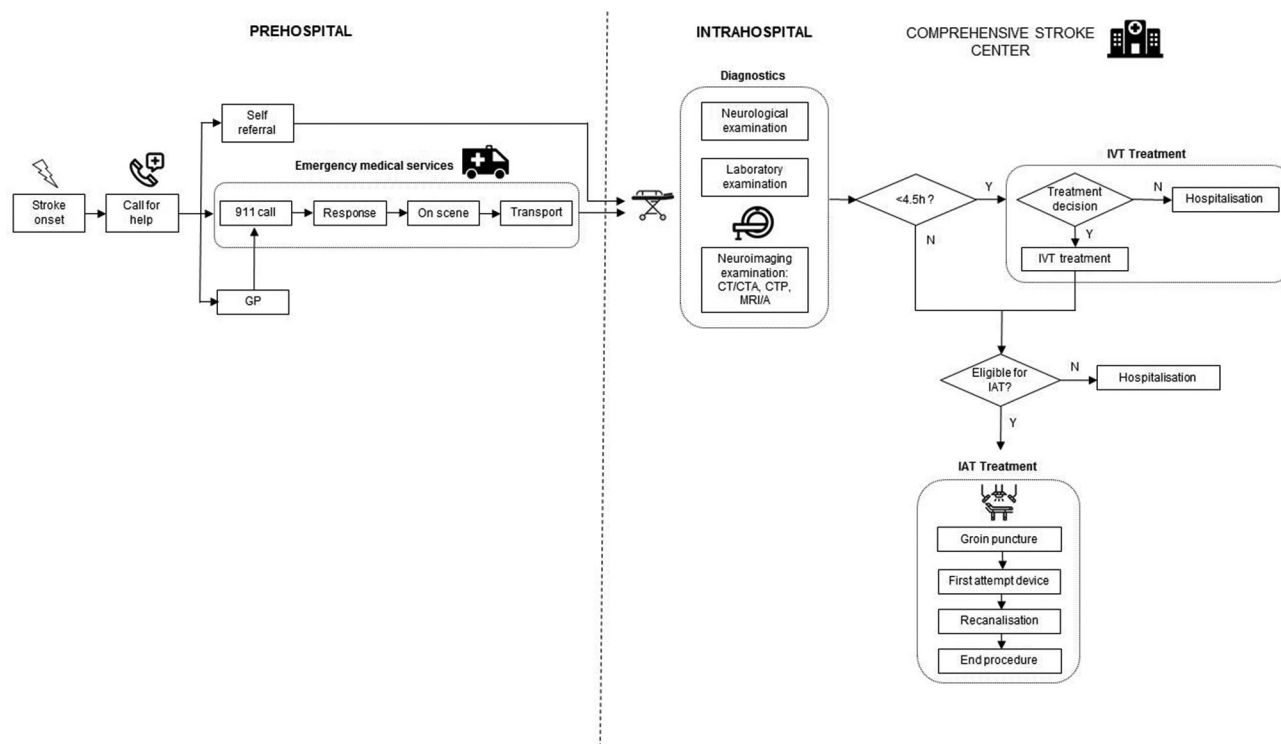 PREHOSPITAL
INTRAHOSPITAL
COMPREHENSIVE STROKE
CENTER
Diagnostics
Self
referral
Neurological
examination
Emergency medical services
IVT Treatment
Laboratory
examination
Stroke
onset
Call for
help
911 call
Response
On scene
Transport
<4.5h ?
Y
Treatment
decision
N
Hospitalisation
N
Y
IVT treatment
Neuroimaging
examination:
CT/CTA, CTP,
MRI/A
GP
Eligible for
IAT?
N
Hospitalisation
Y
IAT Treatment
Groin puncture
First attempt device
Recanalisation
End procedure